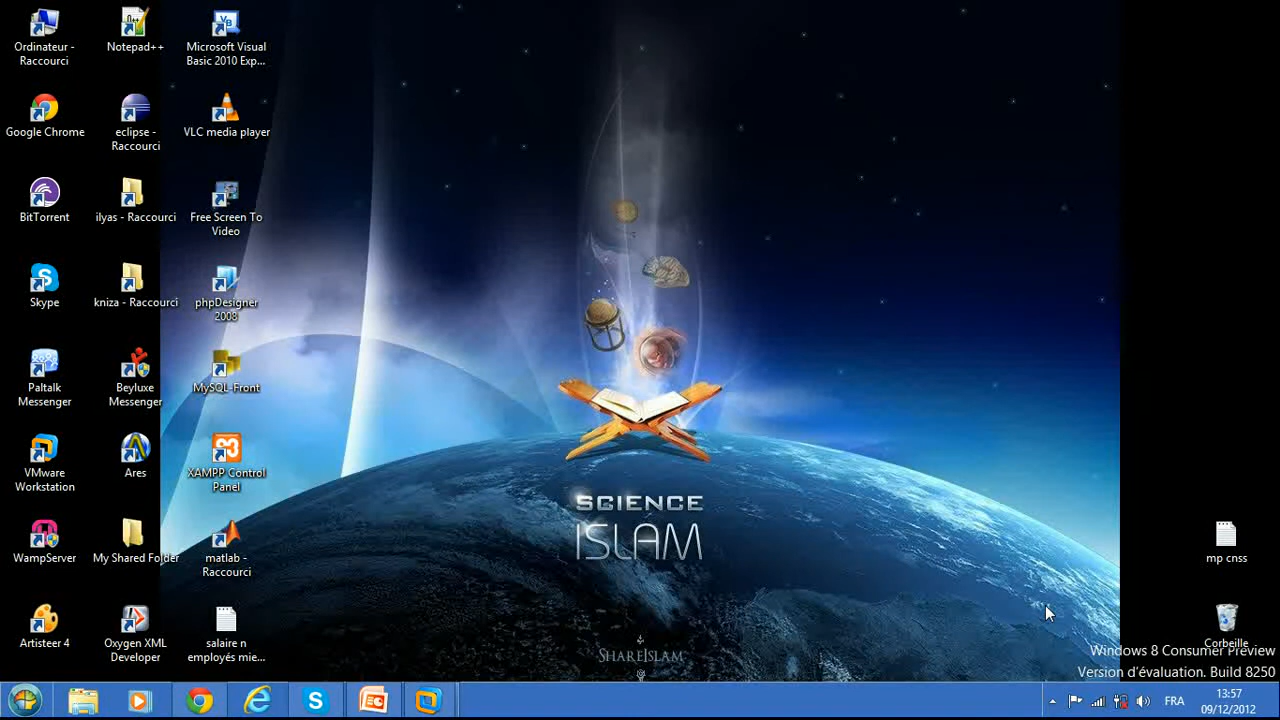 Ordinateur -
Raccourci
Notepad++
Microsoft Visual
Basic 2010 Exp...
Google Chrome
eclipse -
Raccourci
VLC media player
BitTorrent
ilyas - Raccourci
Free Screen To
Video
Skype
kniza - Raccourci
phpDesigner
2008
Paltalk
Messenger
Beyluxe
Messenger
MySQL-Front
VMware
Workstation
Ares
XAMPP Control
Panel
WampServer
My Shared Folder
matlab -
Raccourci
Artisteer 4
Oxygen XML
Developer
salaire n
employés mie...
SCIENCE
ISLAM
SHAREISLAM
mp cnss
Corbeille
Windows 8 Consumer Preview
Version d'évaluation. Build 8250
FRA
13:57
09/12/2012